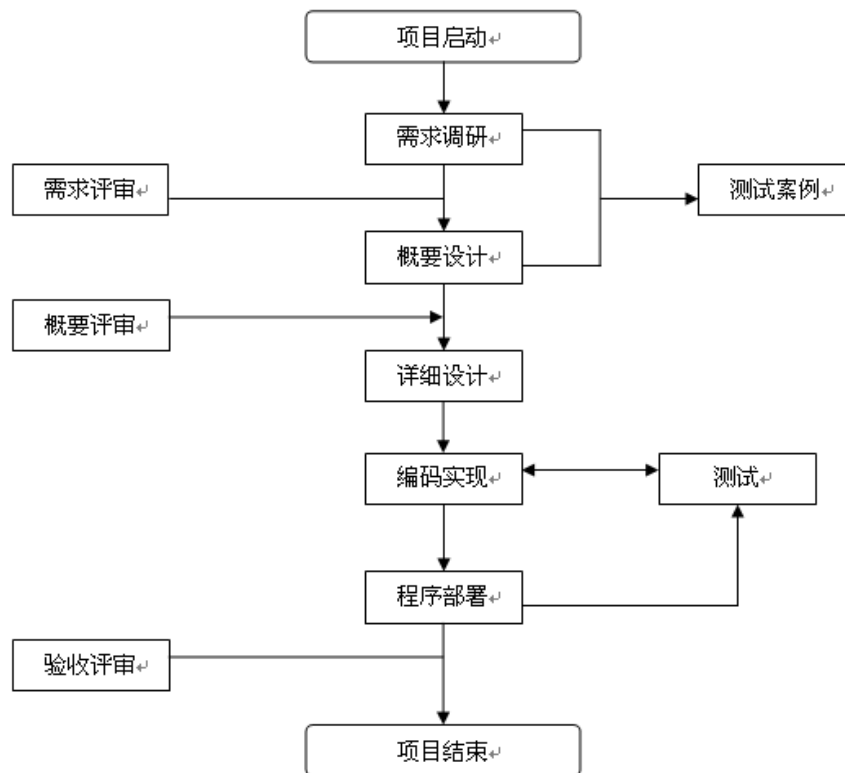 项目启动
需求调研
需求评审
测试案例
概要设计
概要评审
详细设计
编码实现
测试
程序部署
验收评审
项目结束